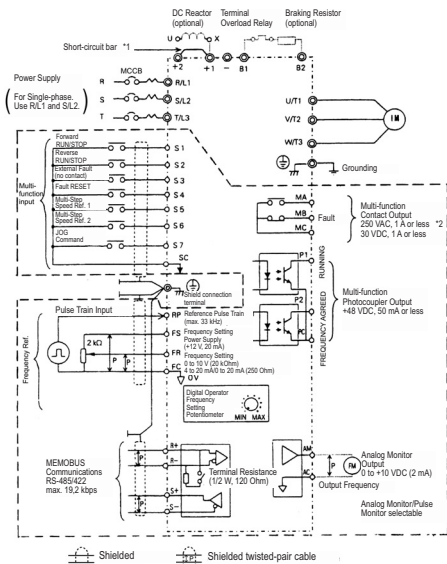 DC Reactor
(optional)
Terminal
Overload Relay
Braking Resistor
(optional)
U X
Short-circuit bar *1
+2 +1 − B1 B2
Power Supply
MCCB
R R/L1
S S/L2
T T/L3
(For Single-phase.
Use R/L1 and S/L2.)
U/T1
V/T2
W/T3
IM
Grounding
Multi-
function
input
Forward
RUN/STOP
S 1
Reverse
RUN/STOP
S 2
External Fault
(no contact)
S 3
Fault RESET
S 4
Multi-Step
Speed Ref. 1
S 5
Multi-Step
Speed Ref. 2
S 6
JOG
Command
S 7
SC
MA
MB
MC
Fault
Multi-function
Contact Output
250 VAC, 1 A or less *2
30 VDC, 1 A or less
P1
RUNNING
P2
PC
FREQUENCY AGREED
Multi-function
Photocoupler Output
+48 VDC, 50 mA or less
Shield connection
terminal
Frequency Ref.
Pulse Train Input
RP
Reference Pulse Train
(max. 33 kHz)
2 kΩ
FS
Frequency Setting
Power Supply
(+12 V, 20 mA)
P P
FR
Frequency Setting
0 to 10 V (20 kOhm)
FC
4 to 20 mA/0 to 20 mA (250 Ohm)
0 V
Digital Operator
Frequency
Setting
Potentiometer
MIN MAX
MEMOBUS
Communications
RS-485/422
max. 19,2 kbps
P
R+
R−
P
S+
S−
Terminal Resistance
(1/2 W, 120 Ohm)
AM
AC
P
FM
Analog Monitor
Output
0 to +10 VDC (2 mA)
Output Frequency
Analog Monitor/Pulse
Monitor selectable
Shielded
P
Shielded twisted-pair cable